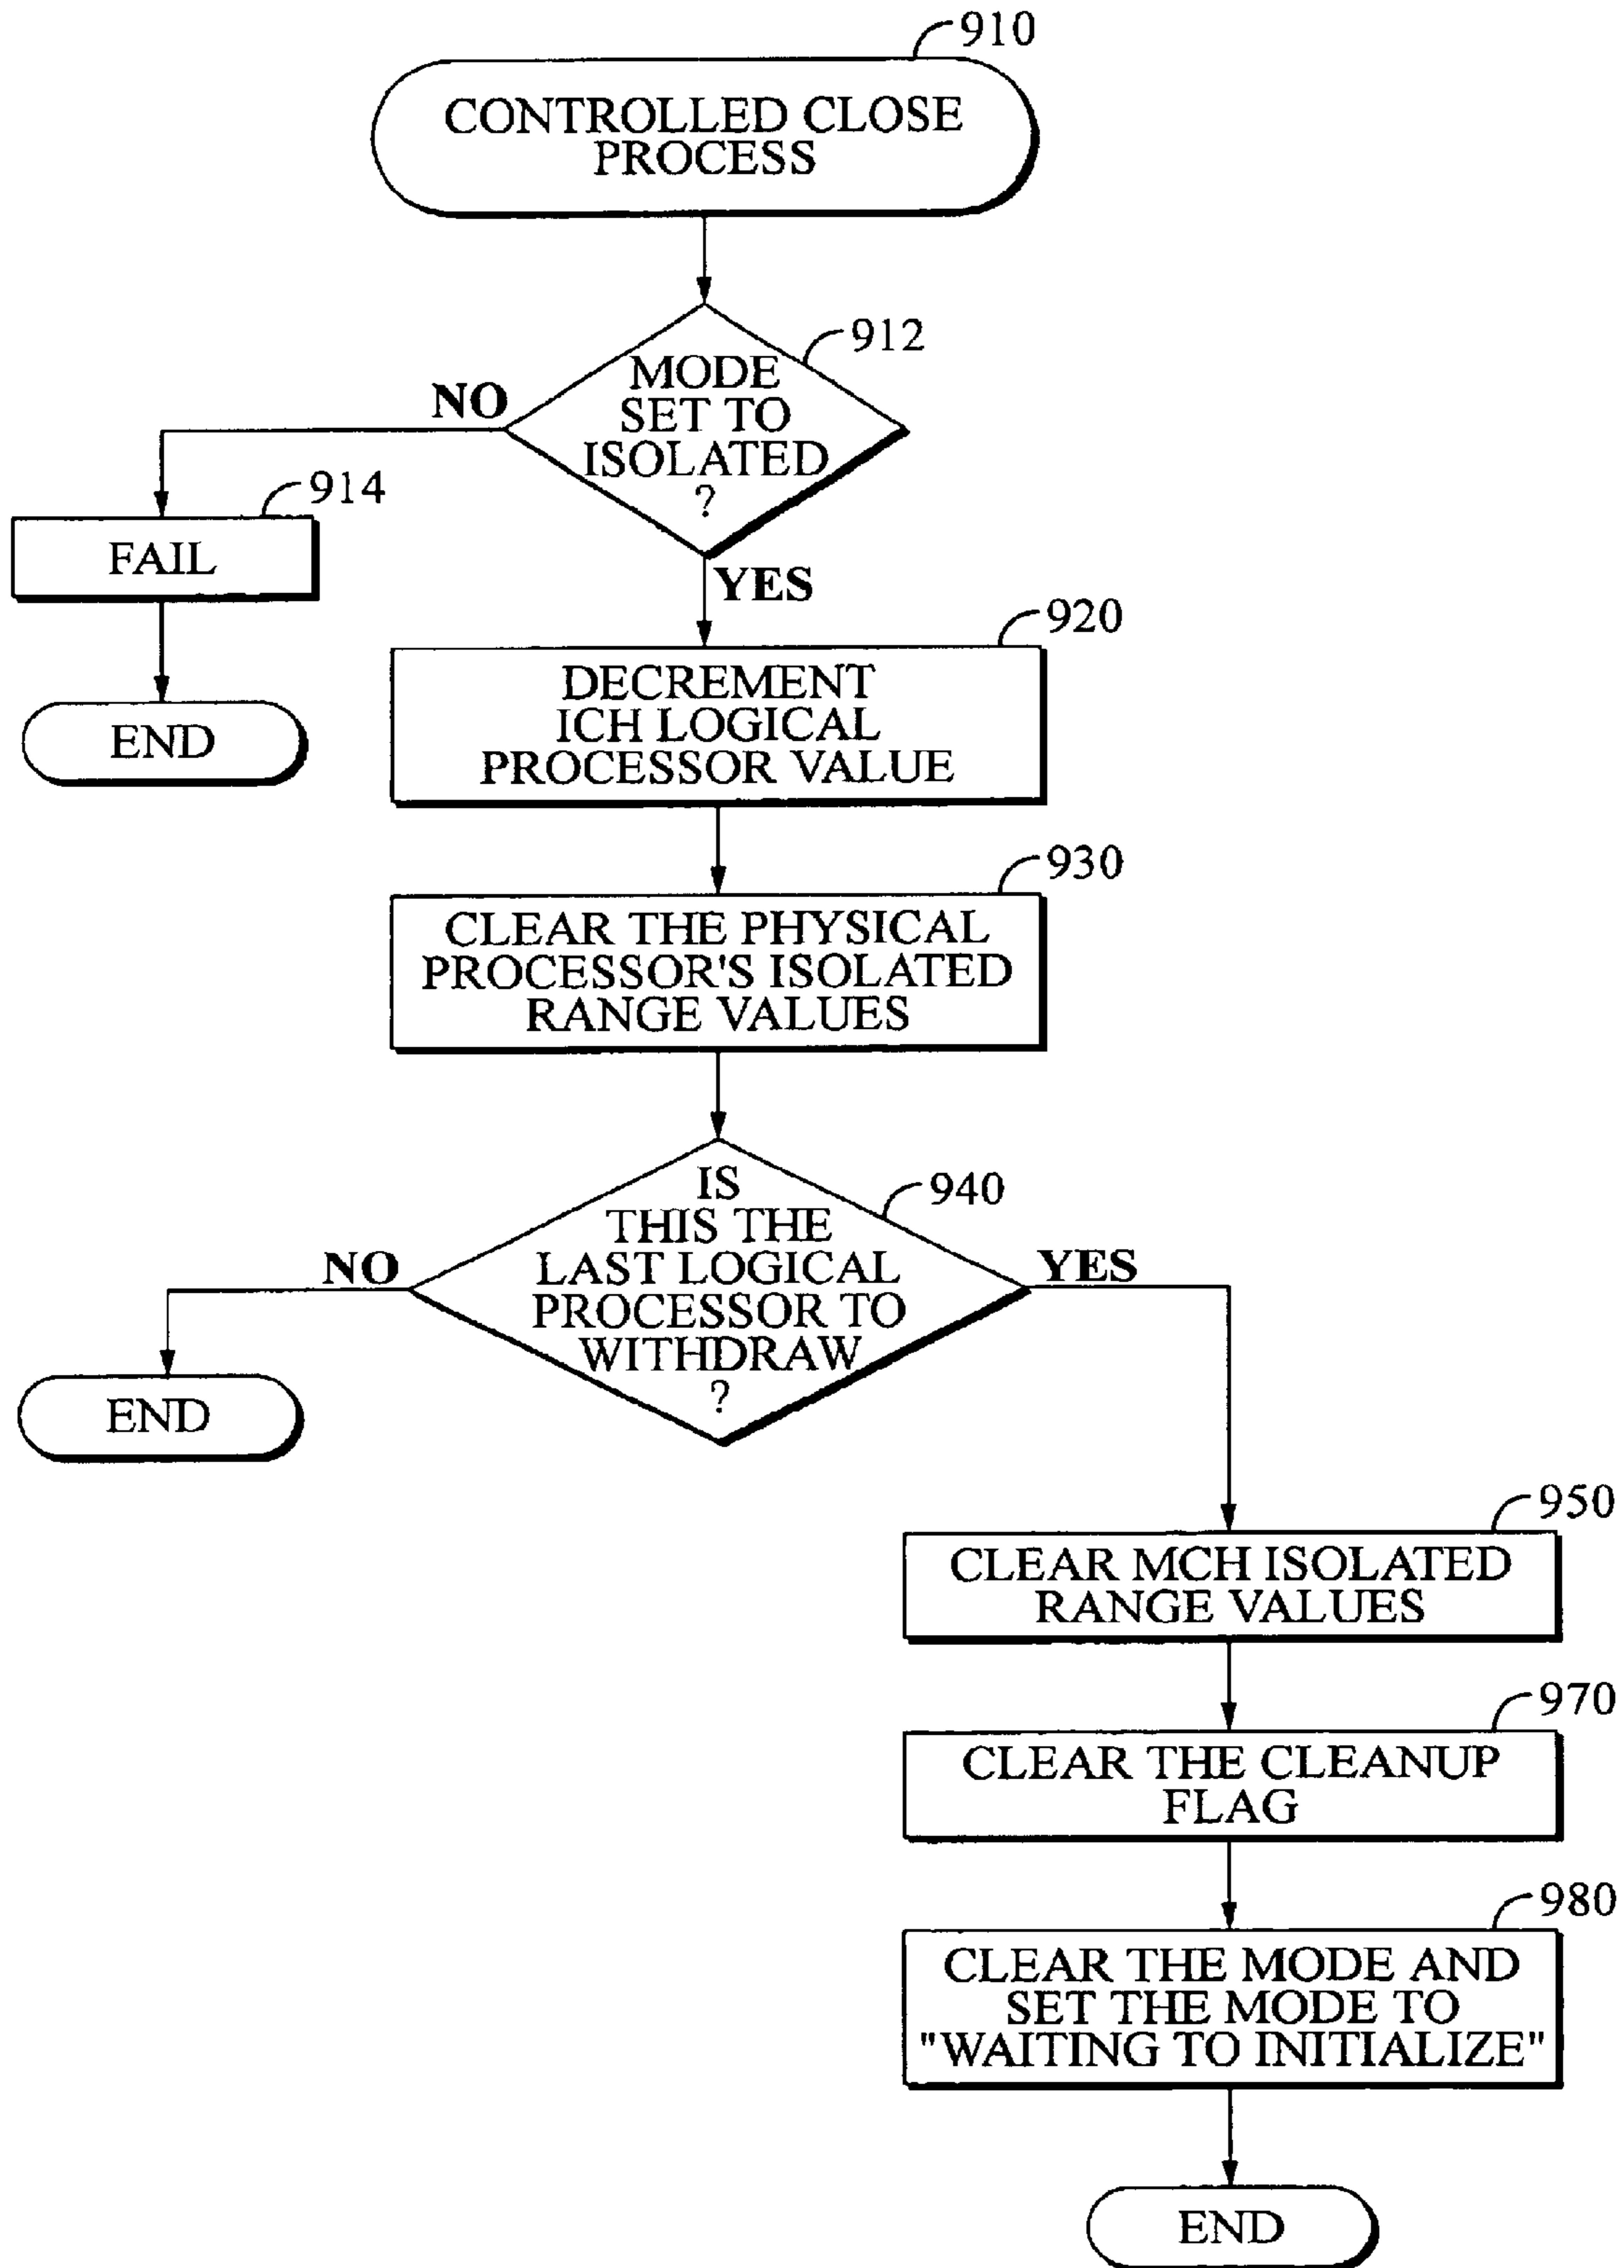 910
CONTROLLED CLOSE
PROCESS
912
MODE
SET TO
ISOLATED
?
NO
914
FAIL
END
YES
920
DECREMENT
ICH LOGICAL
PROCESSOR VALUE
930
CLEAR THE PHYSICAL
PROCESSOR'S ISOLATED
RANGE VALUES
940
IS
THIS THE
LAST LOGICAL
PROCESSOR TO
WITHDRAW
?
NO
YES
END
950
CLEAR MCH ISOLATED
RANGE VALUES
970
CLEAR THE CLEANUP
FLAG
980
CLEAR THE MODE AND
SET THE MODE TO
"WAITING TO INITIALIZE"
END